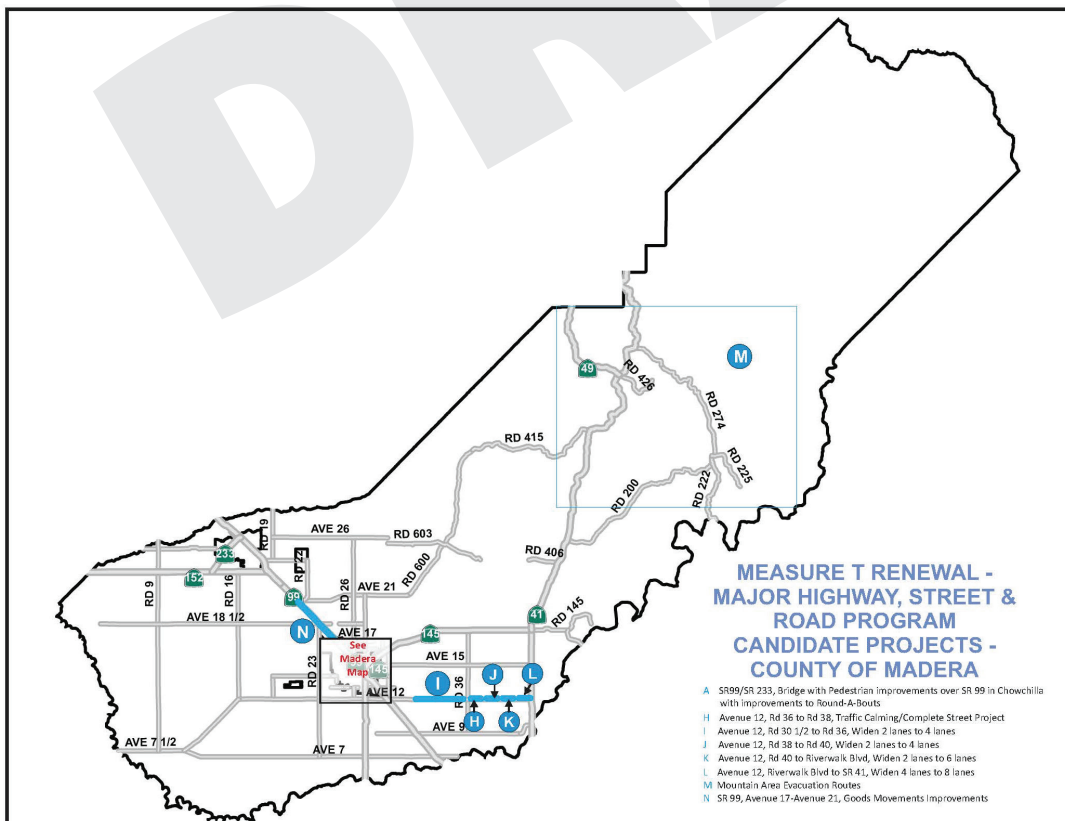 DRA
M
49
RD 426
RD 274
RD 415
RD 225
RD 222
RD 200
RD 19
AVE 26
RD 603
233
RD 22
RD 406
152
RD 9
RD 16
RD 600
RD 26
AVE 21
99
41
RD 145
AVE 18 1/2
N
AVE 17
145
See
Madera
Map
145
AVE 15
RD 23
RD 36
I
J
L
AVE 12
H
K
AVE 9
AVE 7 1/2
AVE 7
MEASURE T RENEWAL -
MAJOR HIGHWAY, STREET &
ROAD PROGRAM
CANDIDATE PROJECTS -
COUNTY OF MADERA
A SR99/SR 233, Bridge with Pedestrian improvements over SR 99 in Chowchilla
with improvements to Round-A-Bouts
H Avenue 12, Rd 36 to Rd 38, Traffic Calming/Complete Street Project
I Avenue 12, Rd 30 1/2 to Rd 36, Widen 2 lanes to 4 lanes
J Avenue 12, Rd 38 to Rd 40, Widen 2 lanes to 4 lanes
K Avenue 12, Rd 40 to Riverwalk Blvd, Widen 2 lanes to 6 lanes
L Avenue 12, Riverwalk Blvd to SR 41, Widen 4 lanes to 8 lanes
M Mountain Area Evacuation Routes
N SR 99, Avenue 17-Avenue 21, Goods Movements Improvements